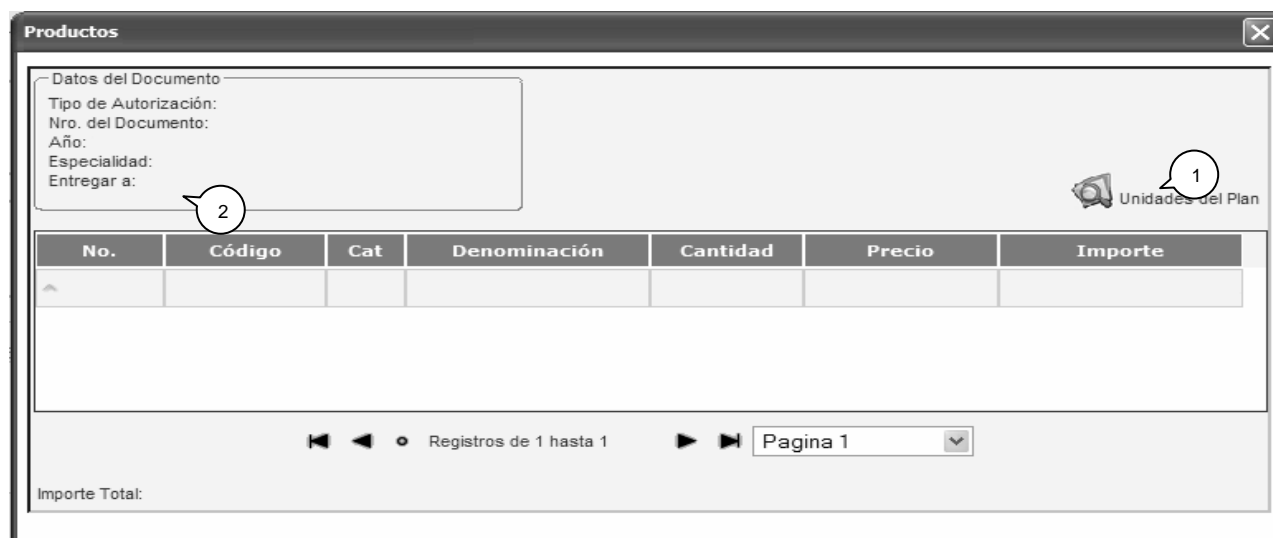 Productos
Datos del Documento
Tipo de Autorización:
Nro. del Documento:
Año:
Especialidad:
Entregar a:
2
1
Unidades del Plan
No. Código Cat Denominación Cantidad Precio Importe
Registros de 1 hasta 1 Pagina 1
Importe Total: